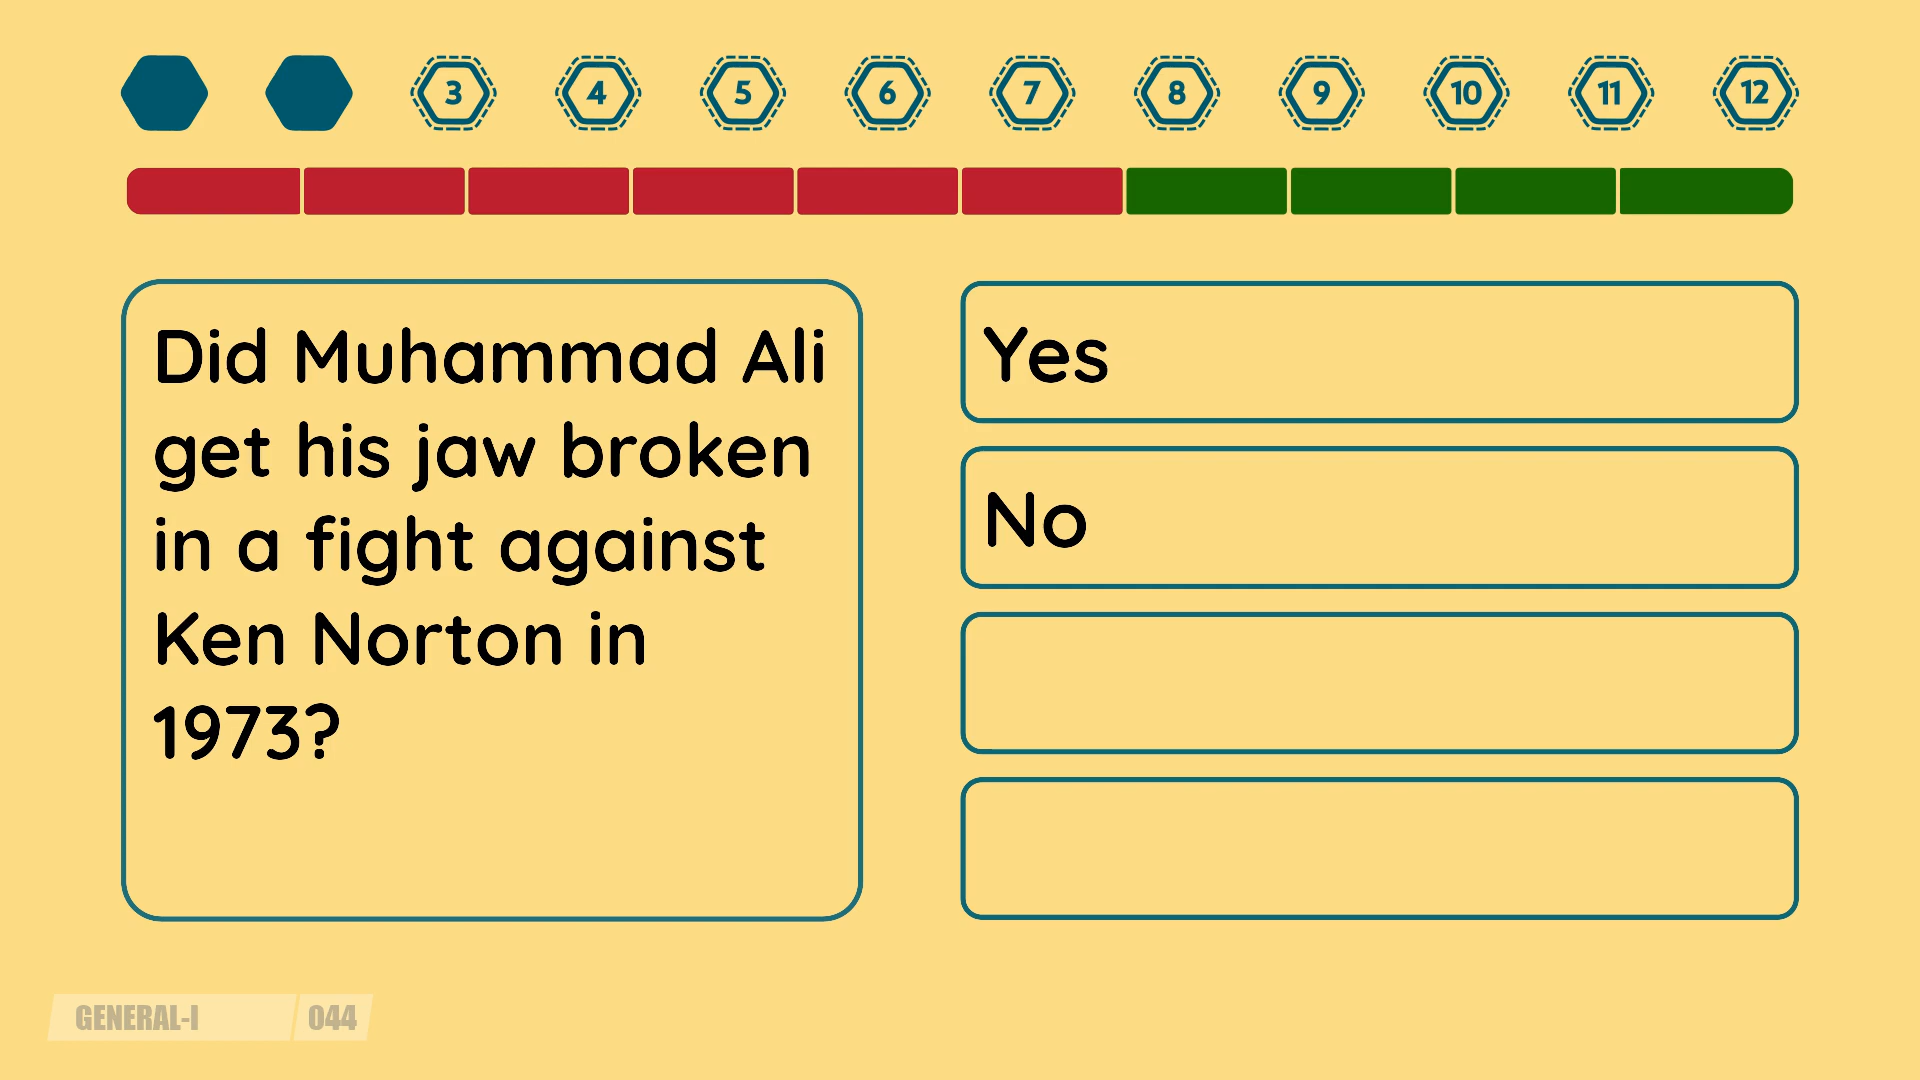 3 4 5 6 7 8 9 10 11 12
Did Muhammad Ali
get his jaw broken
in a fight against
Ken Norton in
1973?
Yes
No
GENERAL-I 044